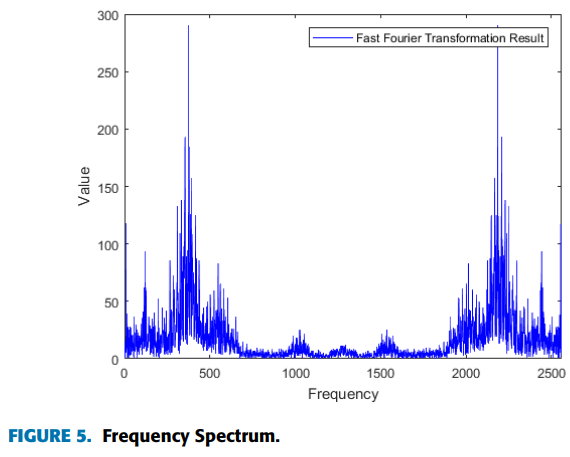 300
250
200
150
100
50
0
Value
Fast Fourier Transformation Result
0 500 1000 1500 2000 2500
Frequency
FIGURE 5. Frequency Spectrum.